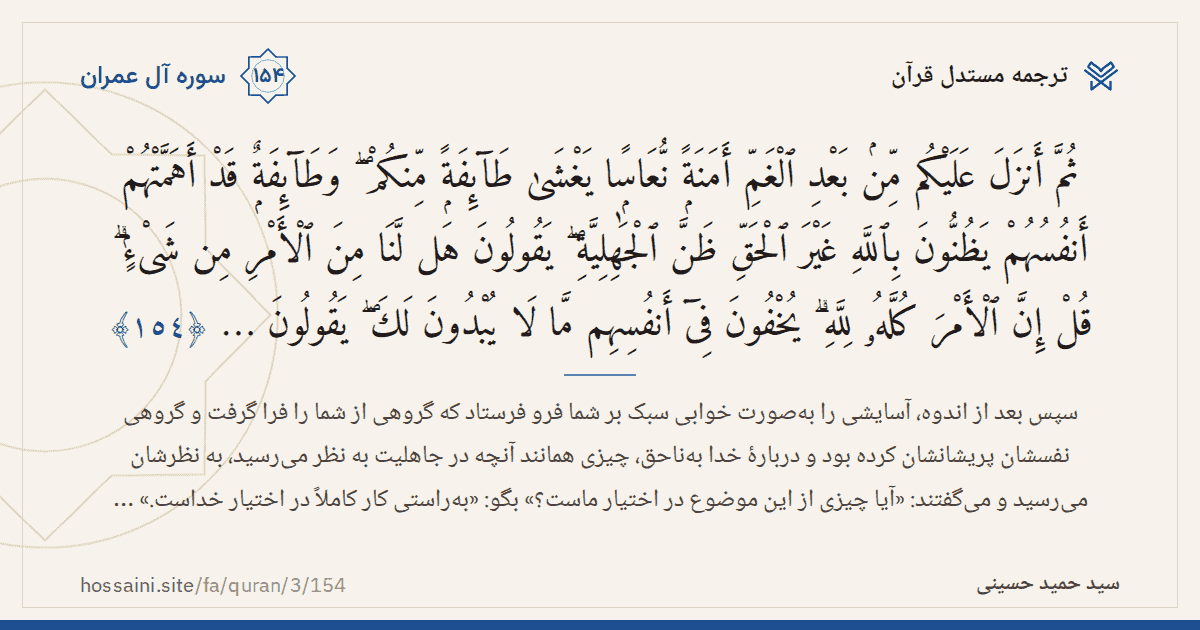 ترجمه مستدل قرآن
۱۵۴ سوره آل عمران
ثُمَّ أَنزَلَ عَلَيْكُم مِّنۢ بَعْدِ ٱلْغَمِّ أَمَنَةًۭ نُّعَاسًۭا يَغْشَىٰ طَآئِفَةًۭ مِّنكُمْ ۖ وَطَآئِفَةٌۭ قَدْ أَهَمَّتْهُمْ
أَنفُسُهُمْ يَظُنُّونَ بِٱللَّهِ غَيْرَ ٱلْحَقِّ ظَنَّ ٱلْجَٰهِلِيَّةِ ۖ يَقُولُونَ هَل لَّنَا مِنَ ٱلْأَمْرِ مِن شَىْءٍۢ ۗ
قُلْ إِنَّ ٱلْأَمْرَ كُلَّهُۥ لِلَّهِ ۗ يُخْفُونَ فِىٓ أَنفُسِهِم مَّا لَا يُبْدُونَ لَكَ ۖ يَقُولُونَ ... ﴿١٥٤﴾
سپس بعد از اندوه، آسایشی را به‌صورت خوابی سبک بر شما فرو فرستاد که گروهی از شما را فرا گرفت و گروهی
نفسشان پریشانشان کرده بود و دربارهٔ خدا به‌ناحق، چیزی همانند آنچه در جاهلیت به نظر می‌رسید، به نظرشان
می‌رسید و می‌گفتند: «آیا چیزی از این موضوع در اختیار ماست؟» بگو: «به‌راستی کار کاملاً در اختیار خداست.» ...
سید حمید حسینی
hossaini.site/fa/quran/3/154